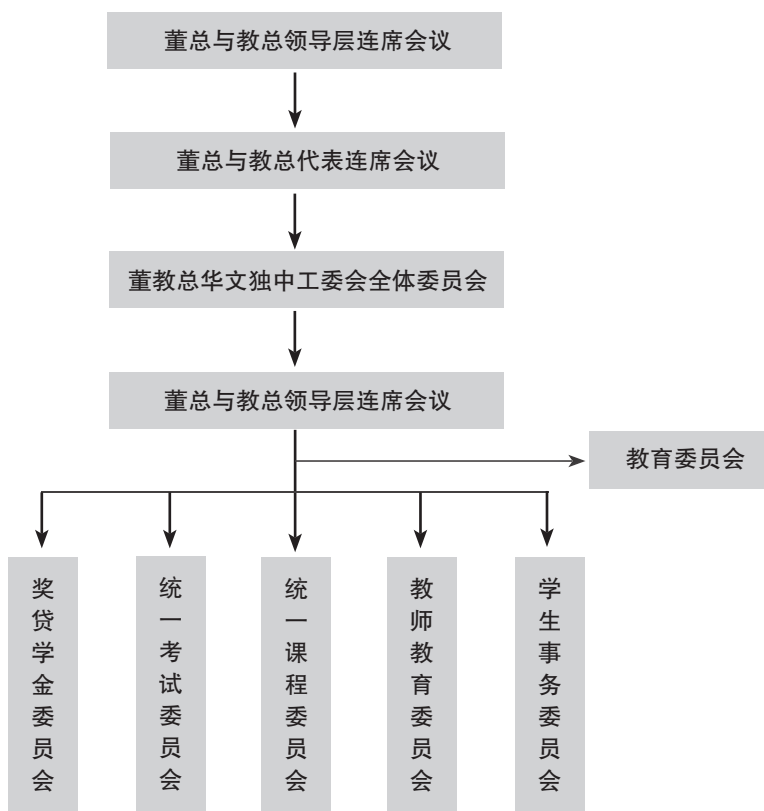 董总与教总领导层连席会议
董总与教总代表连席会议
董教总华文独中工委会全体委员会
董总与教总领导层连席会议
教育委员会
奖贷学金委员会
统一考试委员会
统一课程委员会
教师教育委员会
学生事务委员会